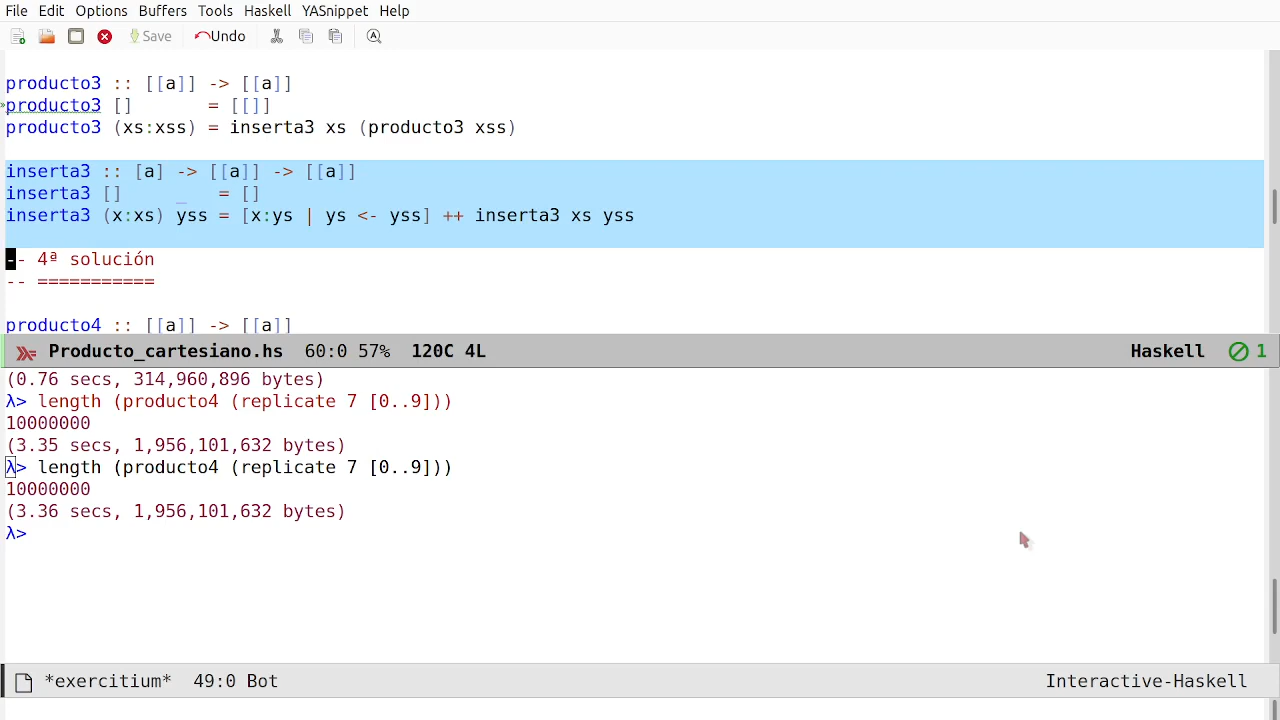 File Edit Options Buffers Tools Haskell YASnippet Help
Save Undo
producto3 :: [[a]] -> [[a]]
producto3 []       = [[]]
producto3 (xs:xss) = inserta3 xs (producto3 xss)
inserta3 :: [a] -> [[a]] -> [[a]]
inserta3 []     _   = []
inserta3 (x:xs) yss = [x:ys | ys <- yss] ++ inserta3 xs yss
-- 4ª solución
-- ===========
producto4 :: [[a]] -> [[a]]
Producto_cartesiano.hs 60:0 57% 120C 4L Haskell 1
(0.76 secs, 314,960,896 bytes)
λ> length (producto4 (replicate 7 [0..9]))
10000000
(3.35 secs, 1,956,101,632 bytes)
λ> length (producto4 (replicate 7 [0..9]))
10000000
(3.36 secs, 1,956,101,632 bytes)
λ>
*exercitium* 49:0 Bot Interactive-Haskell